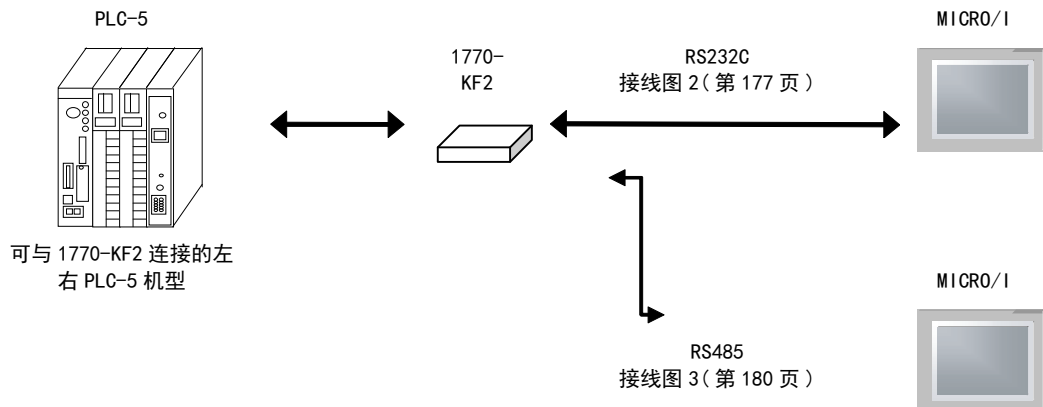 PLC-5
MICRO/I
1770-
KF2
RS232C
接线图 2(第 177 页)
可与 1770-KF2 连接的左
右 PLC-5 机型
MICRO/I
RS485
接线图 3(第 180 页)